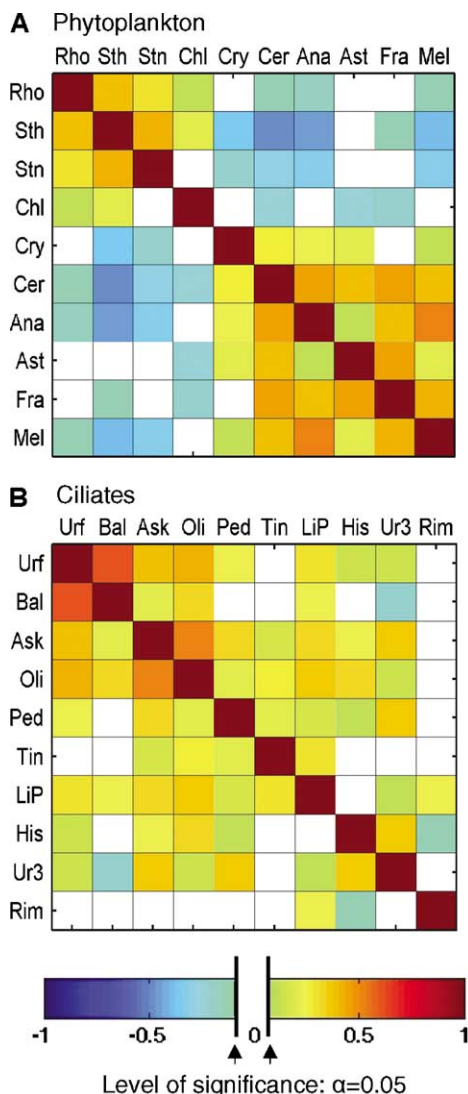 A Phytoplankton
Rho Sth Stn Chl Cry Cer Ana Ast Fra Mel
Rho
Sth
Stn
Chl
Cry
Cer
Ana
Ast
Fra
Mel
B Ciliates
Urf Bal Ask Oli Ped Tin LiP His Ur3 Rim
Urf
Bal
Ask
Oli
Ped
Tin
LiP
His
Ur3
Rim
-1 -0.5 0 0.5 1
Level of significance: α=0.05